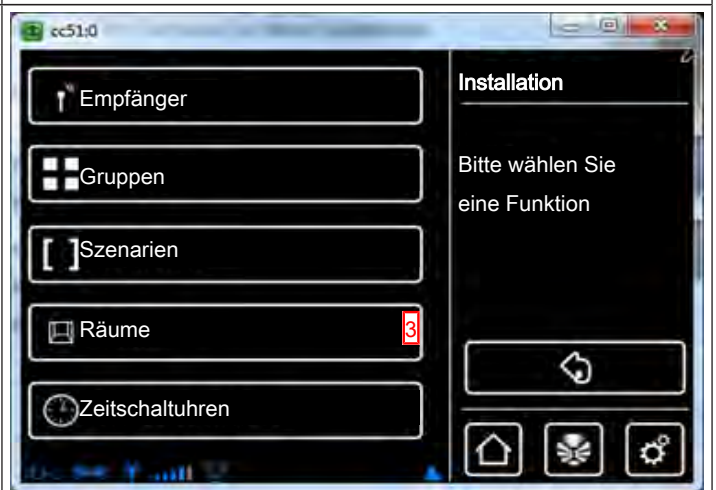 cc51:0
Empfänger
Gruppen
Szenarien
Räume 3
Zeitschaltuhren
Installation
Bitte wählen Sie
eine Funktion